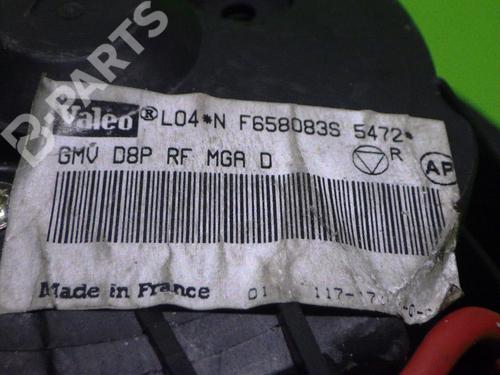 B-PARTS
Valeo ® L04*N F658083S 5472*
GMV D8P RF MGA D R AP
Made in France